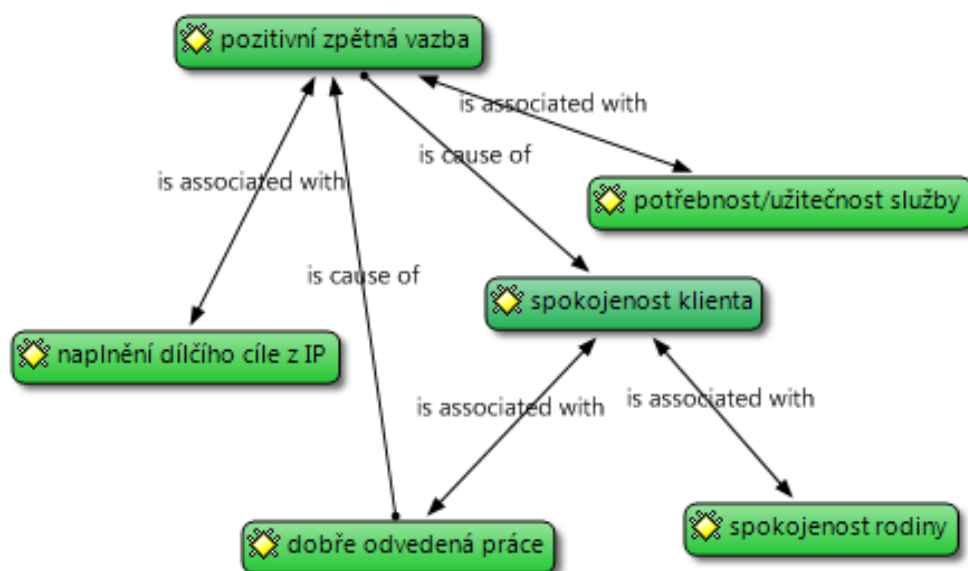 pozitivní zpětná vazba
is associated with
is cause of
is associated with
potřebnost/užitečnost služby
is cause of
spokojenost klienta
naplnění dílčího cíle z IP
is associated with
is associated with
dobře odvedená práce
spokojenost rodiny